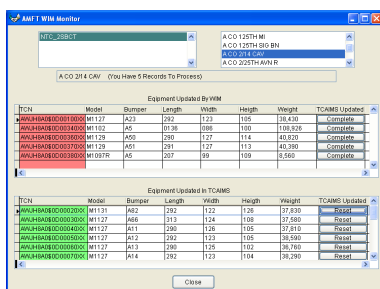 AMFT WIM Monitor
NTC_2SBCT
A CO 125TH MI
A CO 125TH SIG BN
A CO 2/14 CAV
A CO 2/25TH AVN R
A CO 2/14 CAV (You Have 5 Records To Process)
Eqipment Updated By WIM
TCN Model Bumper Length Width Heigth Weight TCAIMS Updated
M1127 A23 292 123 105 38,430 Complete
M1102 A5 0136 086 100 108,926 Complete
M1129 A50 290 127 114 40,820 Complete
M1129 A51 291 127 113 40,390 Complete
M1097R A5 207 99 109 8,560 Complete
Eqipment Updated In TCAIMS
TCN Model Bumper Length Width Heigth Weight TCAIMS Updated
M1131 A82 292 122 126 37,830 Reset
M1127 A66 313 124 108 37,580 Reset
M1127 A11 290 126 105 37,810 Reset
M1127 A12 292 123 105 38,590 Reset
M1127 A13 290 125 102 36,760 Reset
M1127 A14 292 123 104 38,290 Reset
Close